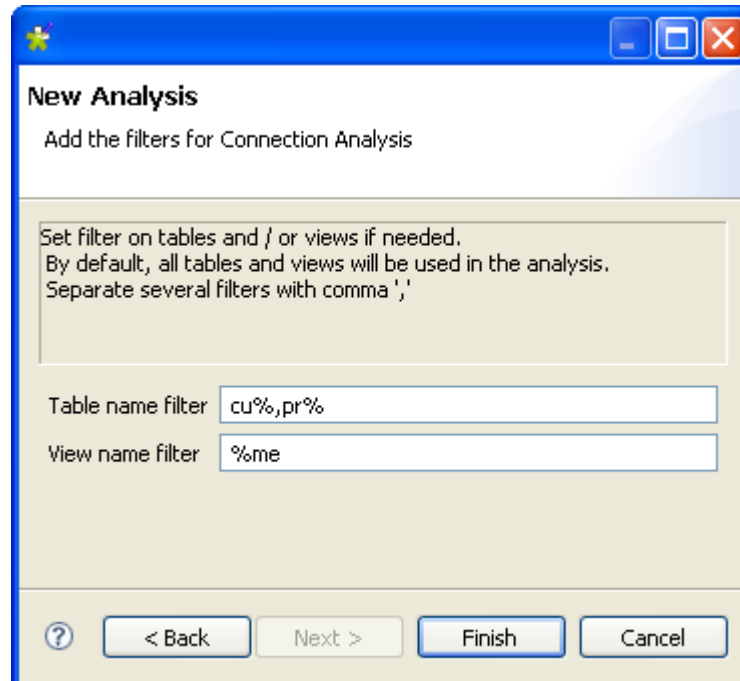 New Analysis
Add the filters for Connection Analysis
Set filter on tables and / or views if needed.
By default, all tables and views will be used in the analysis.
Separate several filters with comma ','
Table name filter cu%,pr%
View name filter %me
? < Back Next > Finish Cancel